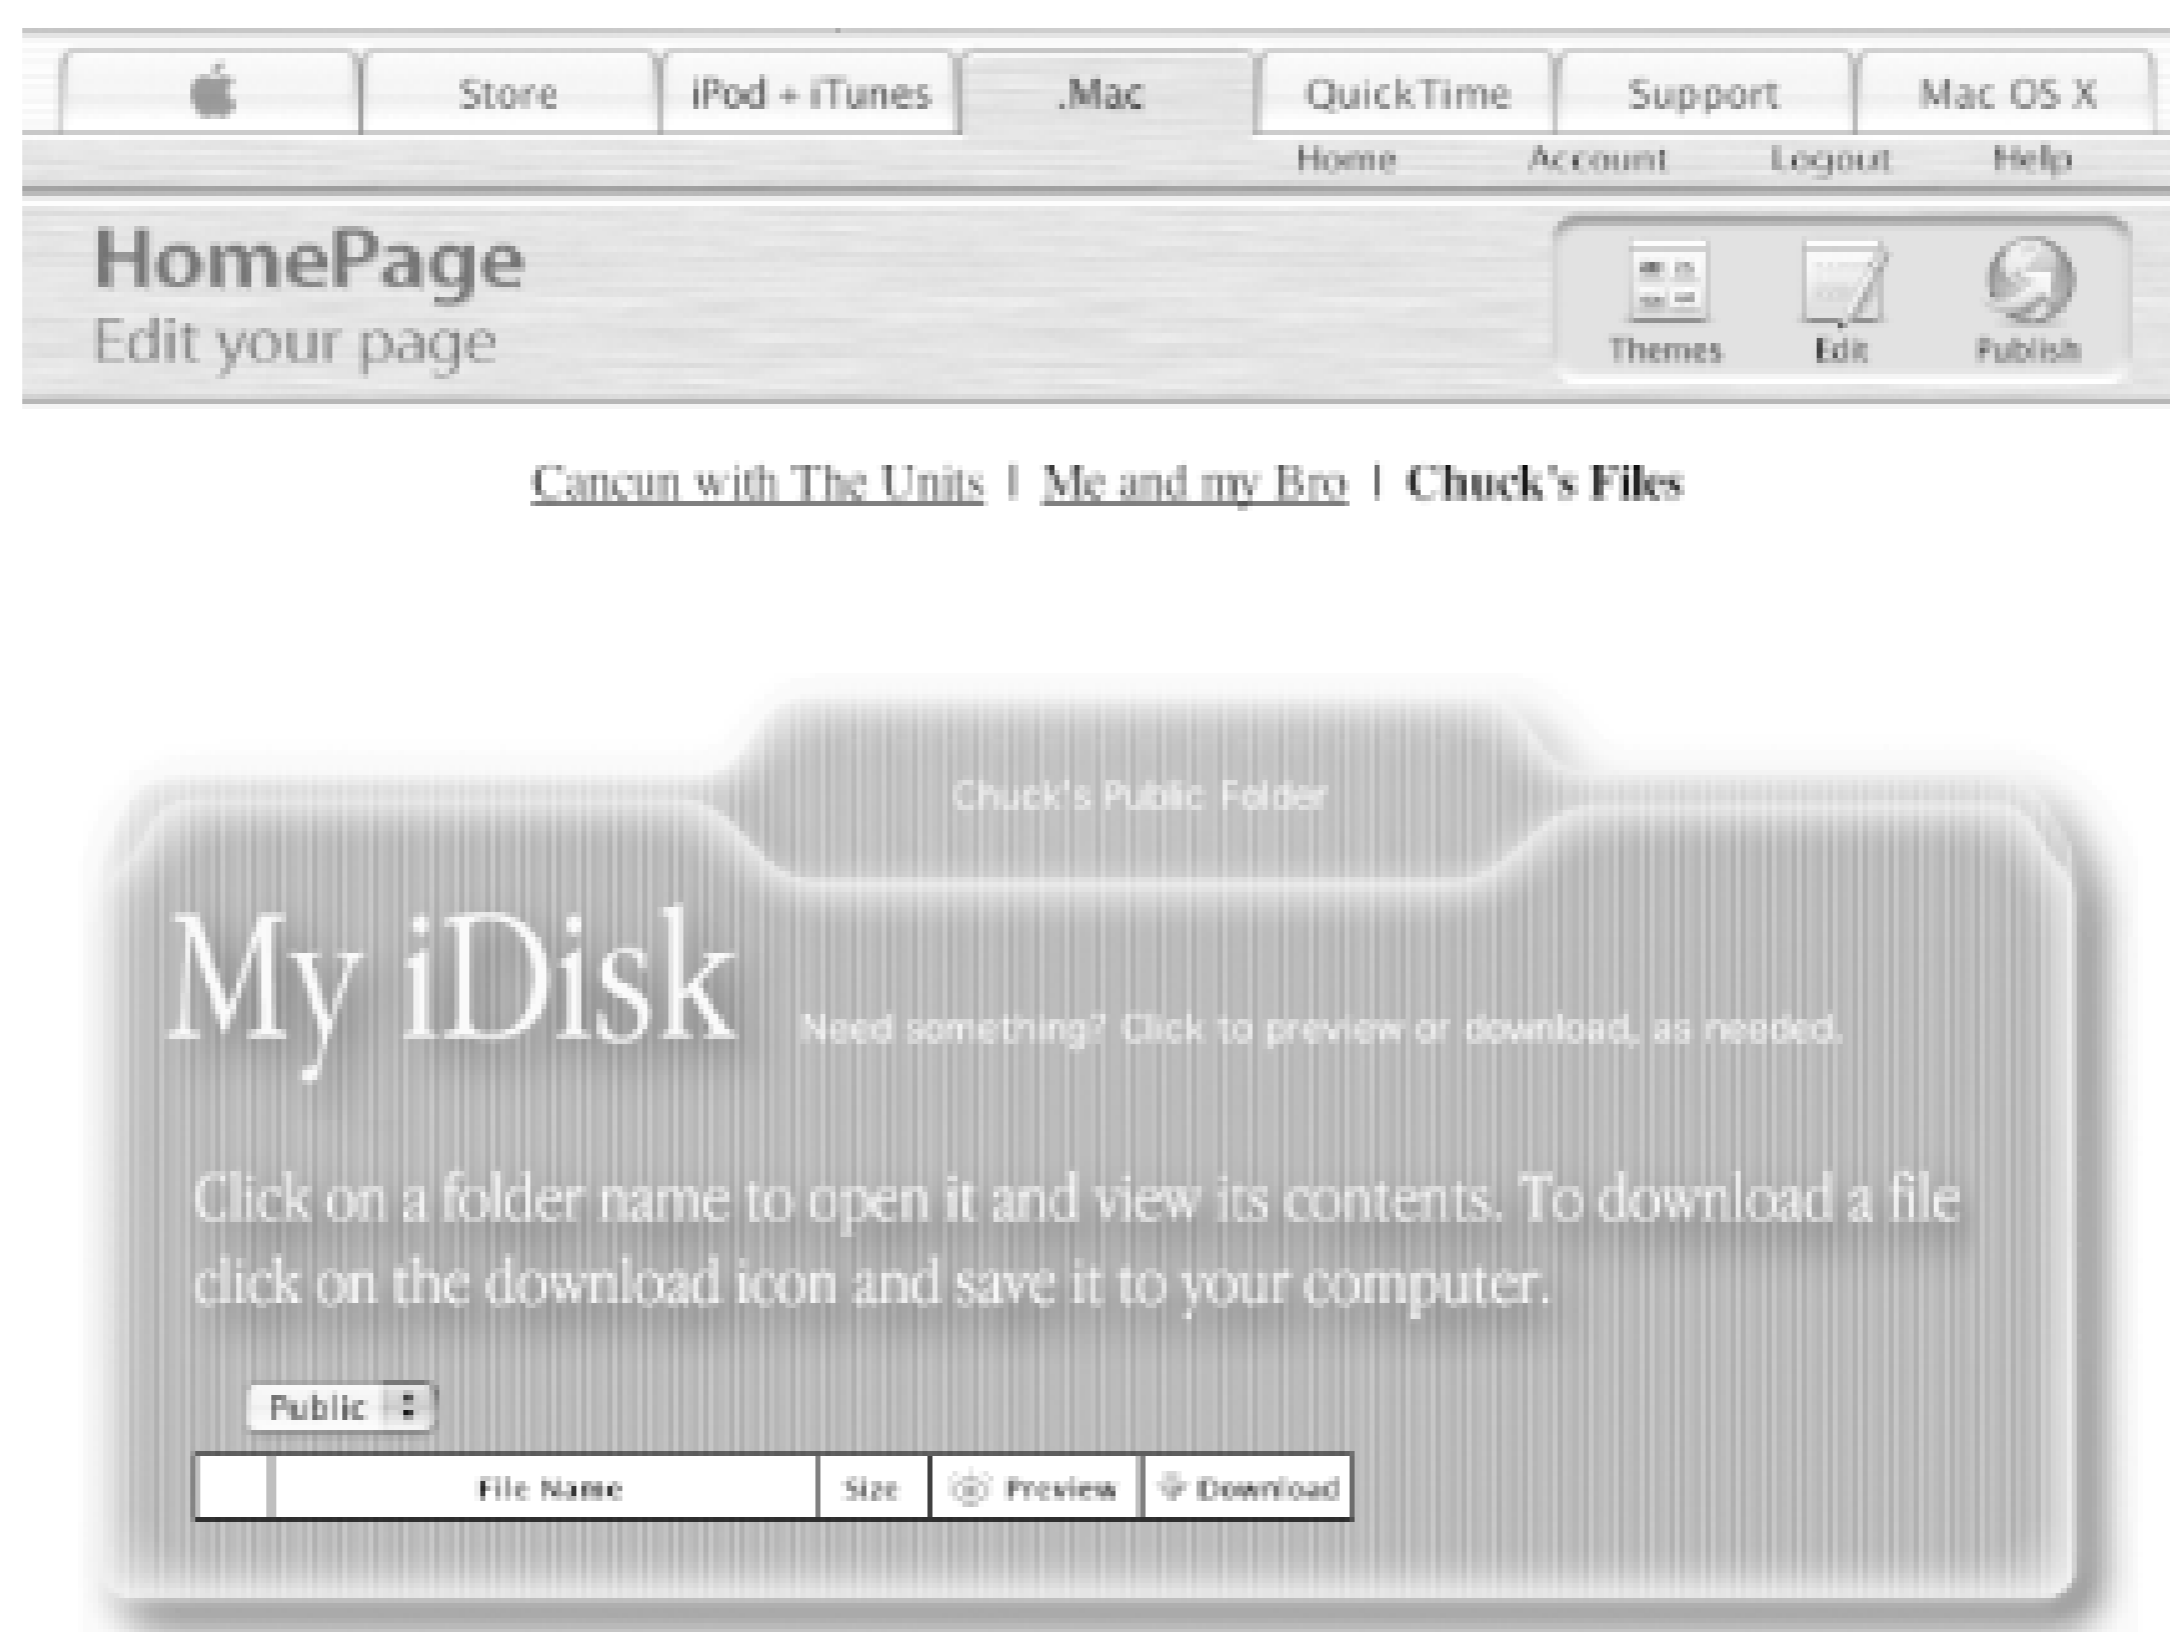 Store iPod + iTunes .Mac QuickTime Support Mac OS X
Home Account Logout Help
HomePage
Edit your page
Themes Edit Publish
Cancun with The Units | Me and my Bro | Chuck's Files
Chuck's Public Folder
My iDisk
Need something? Click to preview or download, as needed.
Click on a folder name to open it and view its contents. To download a file
click on the download icon and save it to your computer.
Public
File Name Size Preview Download